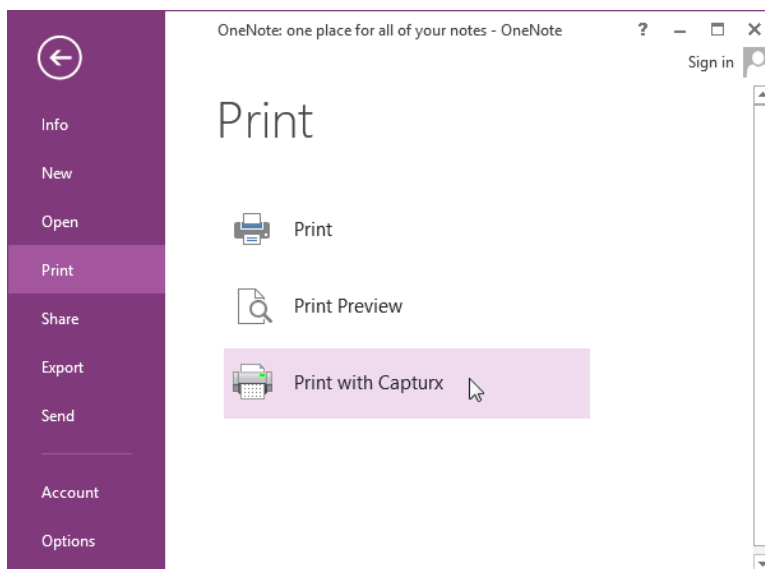 OneNote: one place for all of your notes - OneNote
?
Sign in
Print
Info
New
Open
Print
Share
Export
Send
Account
Options
Print
Print Preview
Print with Capturx